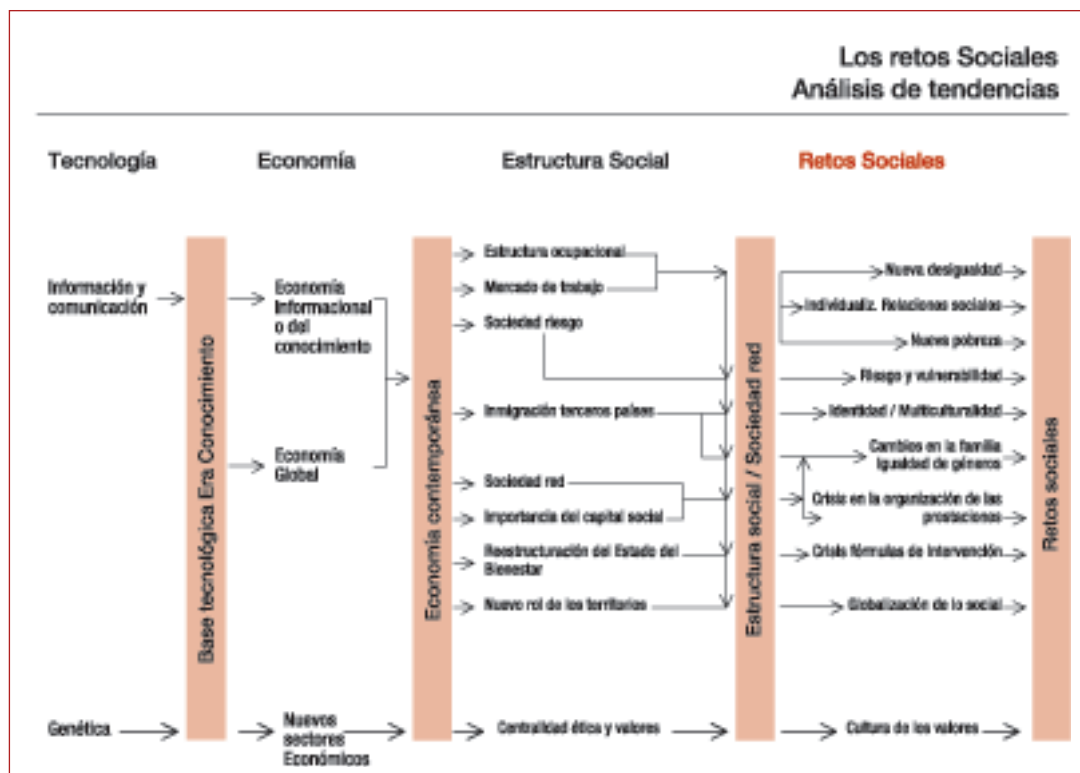 Los retos Sociales
Análisis de tendencias
Tecnología
Economía
Estructura Social
Retos Sociales
Información y
comunicación
Genética
Base tecnológica Era Conocimiento
Economía
Informacional
o del
conocimiento
Economía
Global
Nuevos
sectores
Económicos
Economía contemporánea
Estructura ocupacional
Mercado de trabajo
Sociedad riesgo
Inmigración terceros países
Sociedad red
Importancia del capital social
Reestructuración del Estado del
Bienestar
Nuevo rol de los territorios
Centralidad ética y valores
Estructura social / Sociedad red
Nueva desigualdad
Individualiz. Relaciones sociales
Nueva pobreza
Riesgo y vulnerabilidad
Identidad / Multiculturalidad
Cambios en la familia
Igualdad de géneros
Crisis en la organización de las
prestaciones
Crisis fórmulas de intervención
Globalización de lo social
Cultura de los valores
Retos sociales